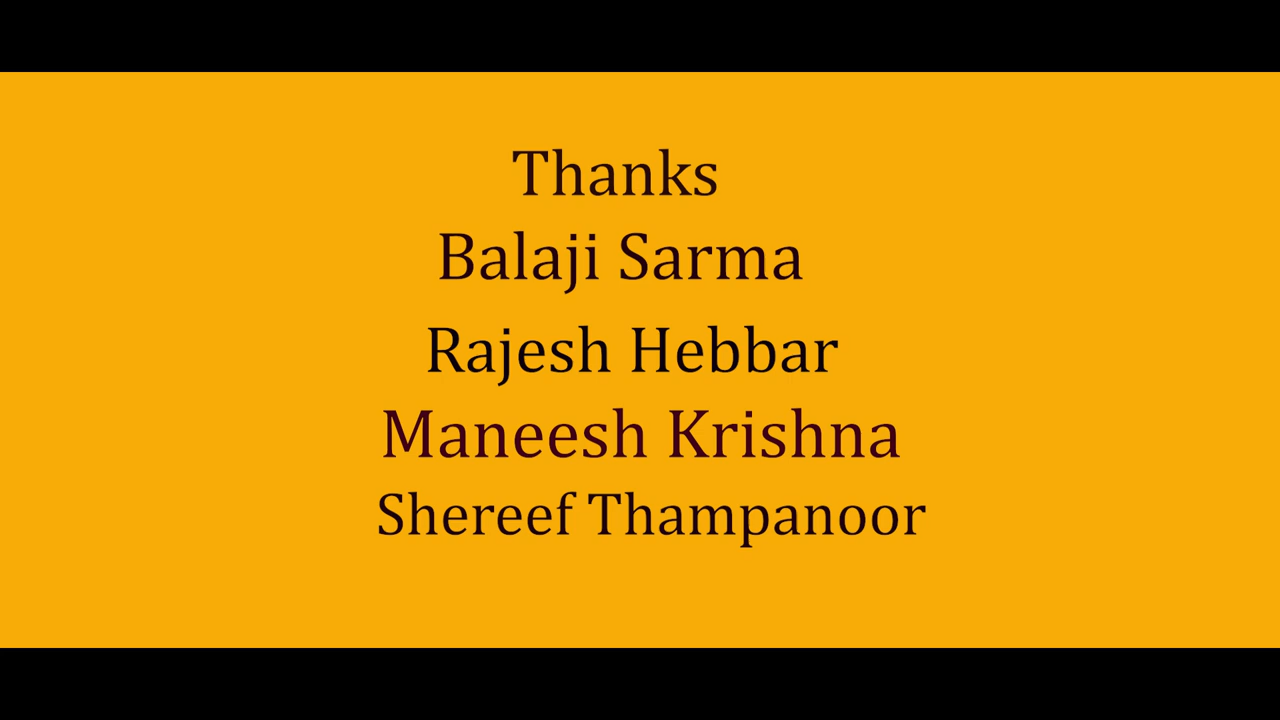 Thanks
Balaji Sarma
Rajesh Hebbar
Maneesh Krishna
Shereef Thampanoor